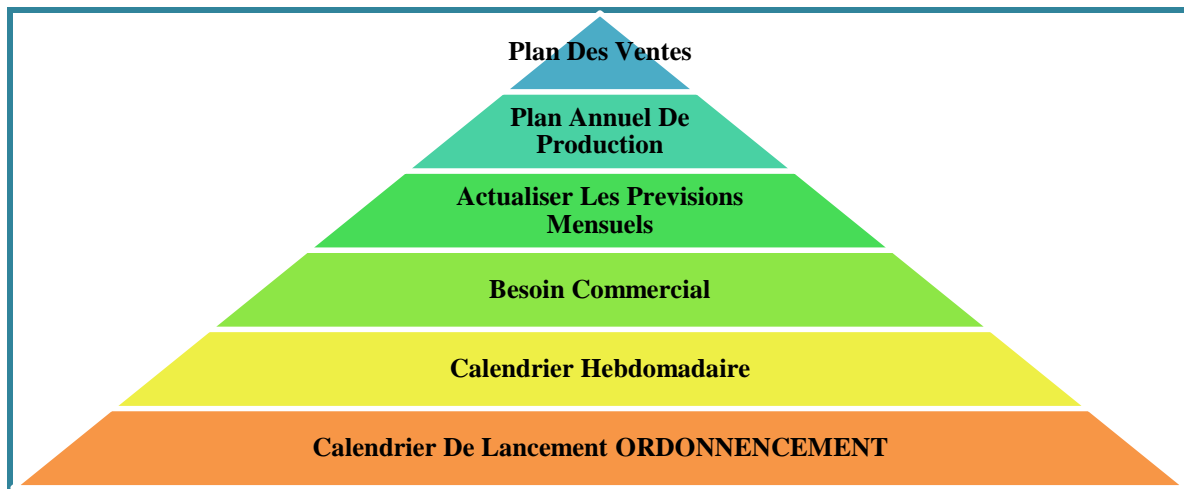 Plan Des Ventes
Plan Annuel De
Production
Actualiser Les Previsions
Mensuels
Besoin Commercial
Calendrier Hebdomadaire
Calendrier De Lancement ORDONNENCEMENT